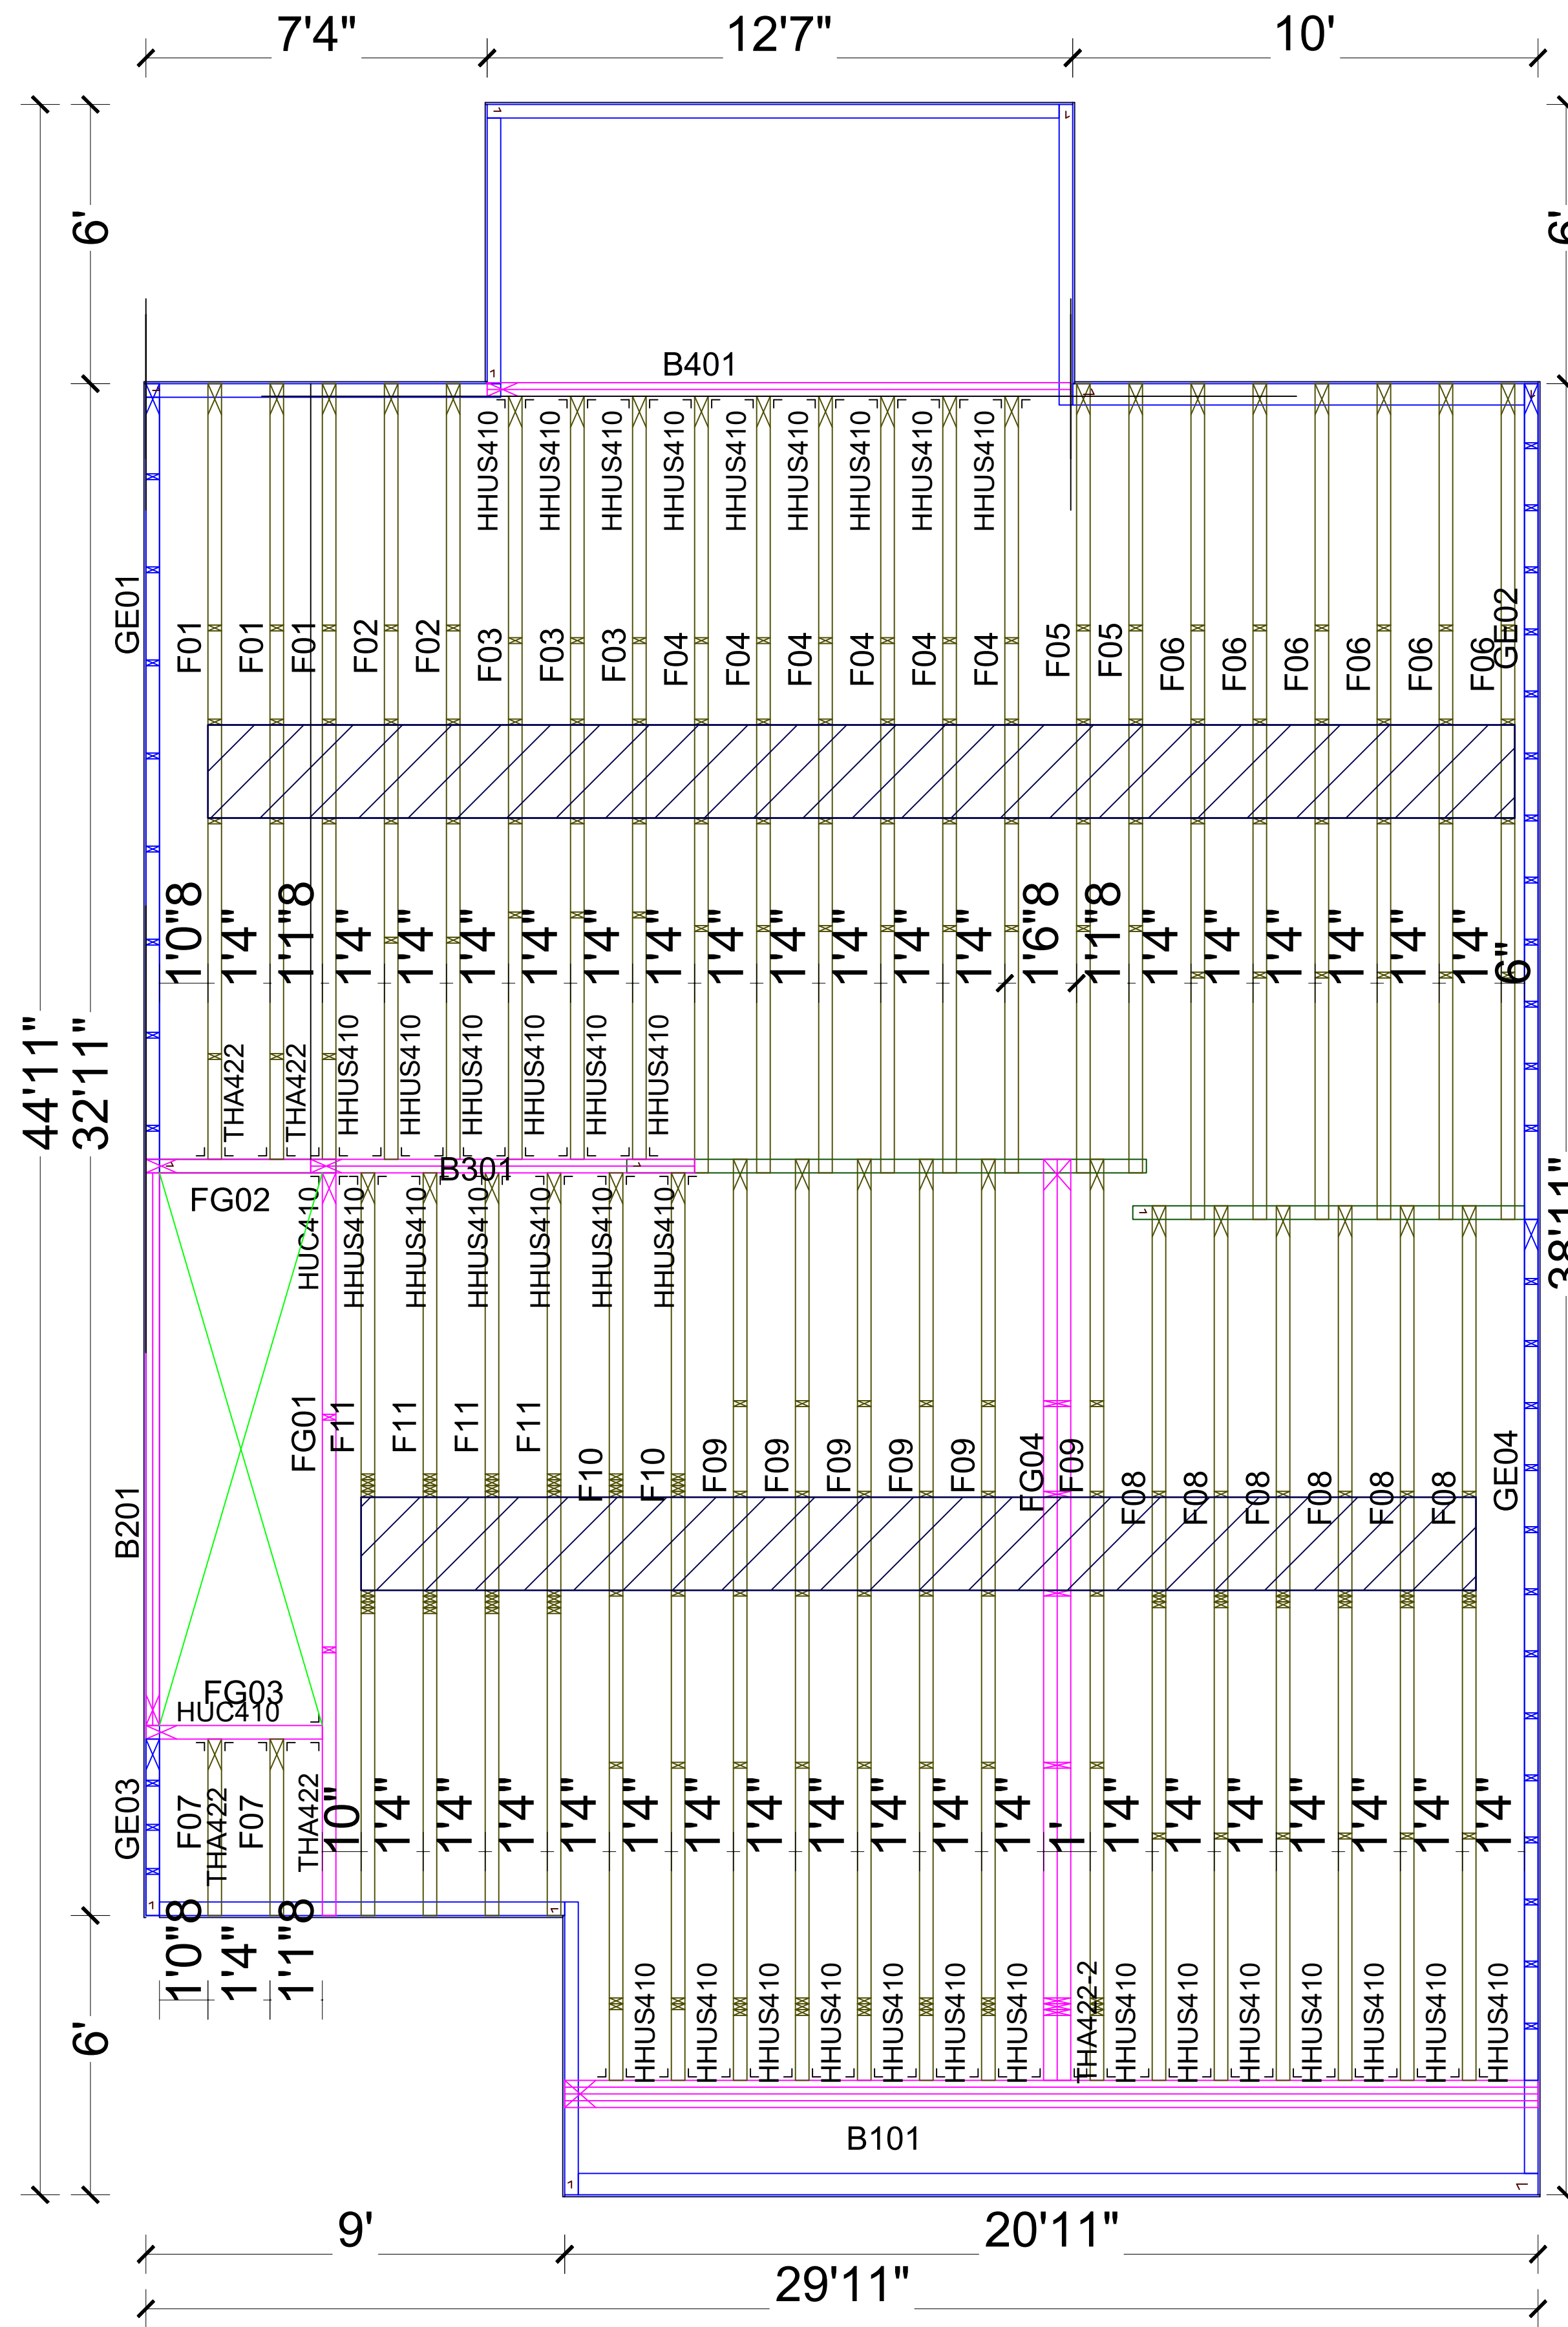 7'4" 12'7" 10'
6' 6'
B401
HHUS410 HHUS410 HHUS410 HHUS410 HHUS410 HHUS410 HHUS410 HHUS410 HHUS410
GE01 F01 F01 F01 F02 F02 F03 F03 F03 F04 F04 F04 F04 F04 F04 F05 F05 F06 F06 F06 F06 F06 F06 GE02
1'0"8 1'4" 1'1"8 1'4" 1'4" 1'4" 1'4" 1'4" 1'4" 1'4" 1'4" 1'4" 1'4" 1'4" 1'6"8 1'1"8 1'4" 1'4" 1'4" 1'4" 1'4" 1'4" 6"
44'11" 32'11" THA422 THA422 HHUS410 HHUS410 HHUS410 HHUS410 HHUS410 HHUS410
B301
FG02 HUC410 HHUS410 HHUS410 HHUS410 HHUS410 HHUS410 HHUS410 38'11"
B201 FG01 F11 F11 F11 F11 F10 F10 F09 F09 F09 F09 F09 FG04 F09 F08 F08 F08 F08 F08 F08 GE04
FG03
HUC410
GE03 F07 THA422 F07 THA422 10" 1'4" 1'4" 1'4" 1'4" 1'4" 1'4" 1'4" 1'4" 1'4" 1'4" 1' 1'4" 1'4" 1'4" 1'4" 1'4" 1'4" 1'4"
1'0"8 1'4" 1'1"8
6' HHUS410 HHUS410 HHUS410 HHUS410 HHUS410 HHUS410 HHUS410 THA422-2 HHUS410 HHUS410 HHUS410 HHUS410 HHUS410 HHUS410 HHUS410
B101
9' 20'11"
29'11"